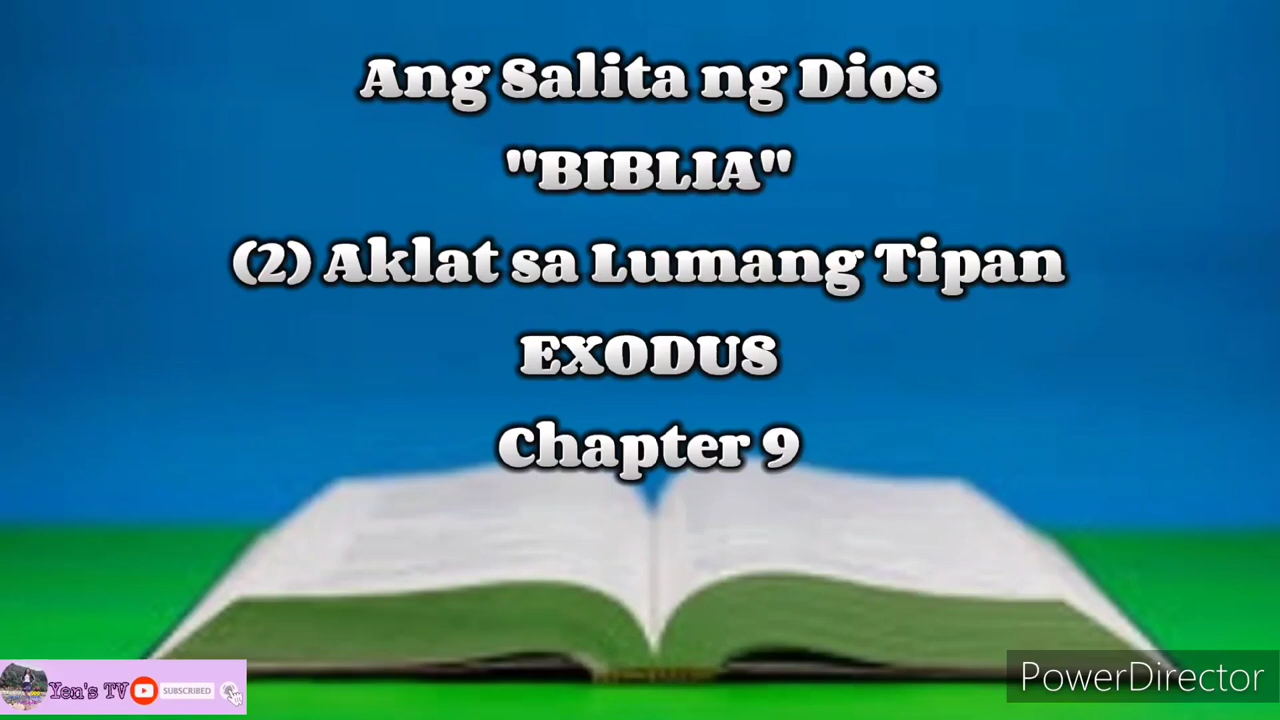 Ang Salita ng Dios
"BIBLIA"
(2) Aklat sa Lumang Tipan
EXODUS
Chapter 9
Yen's TV
SUBSCRIBED
PowerDirector